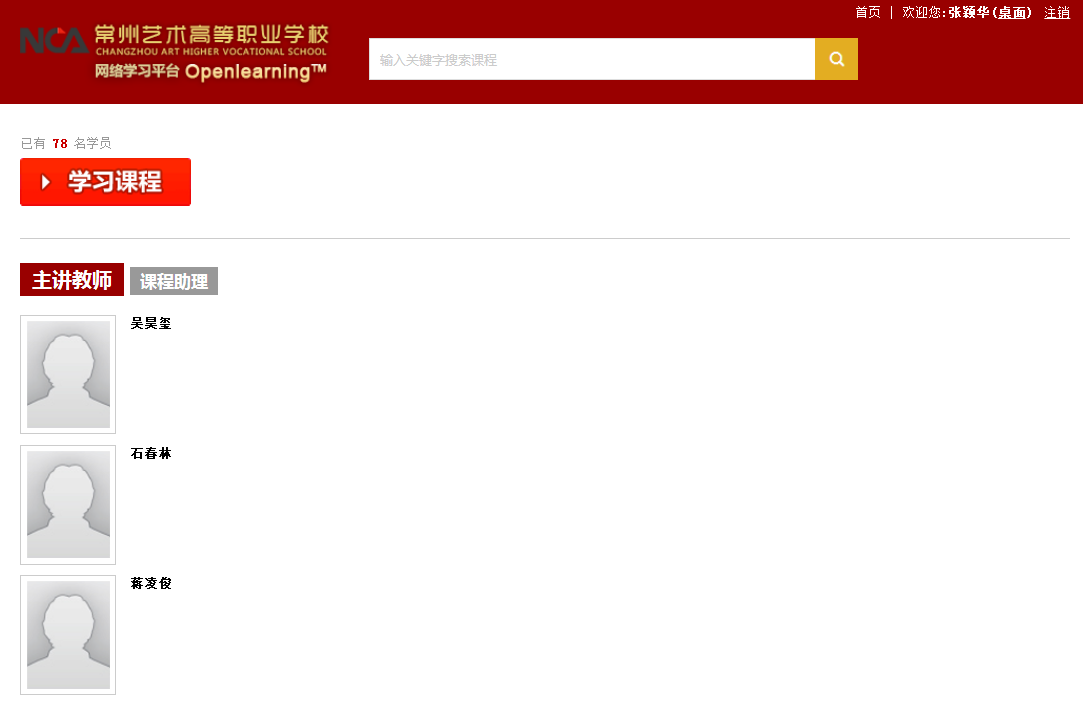 首页 | 欢迎您:张颖华(桌面) 注销
NCA 常州艺术高等职业学校
CHANGZHOU ART HIGHER VOCATIONAL SCHOOL
网络学习平台 Openlearning™
输入关键字搜索课程
已有 78 名学员
学习课程
主讲教师 课程助理
吴昊玺
石春林
蒋凌俊